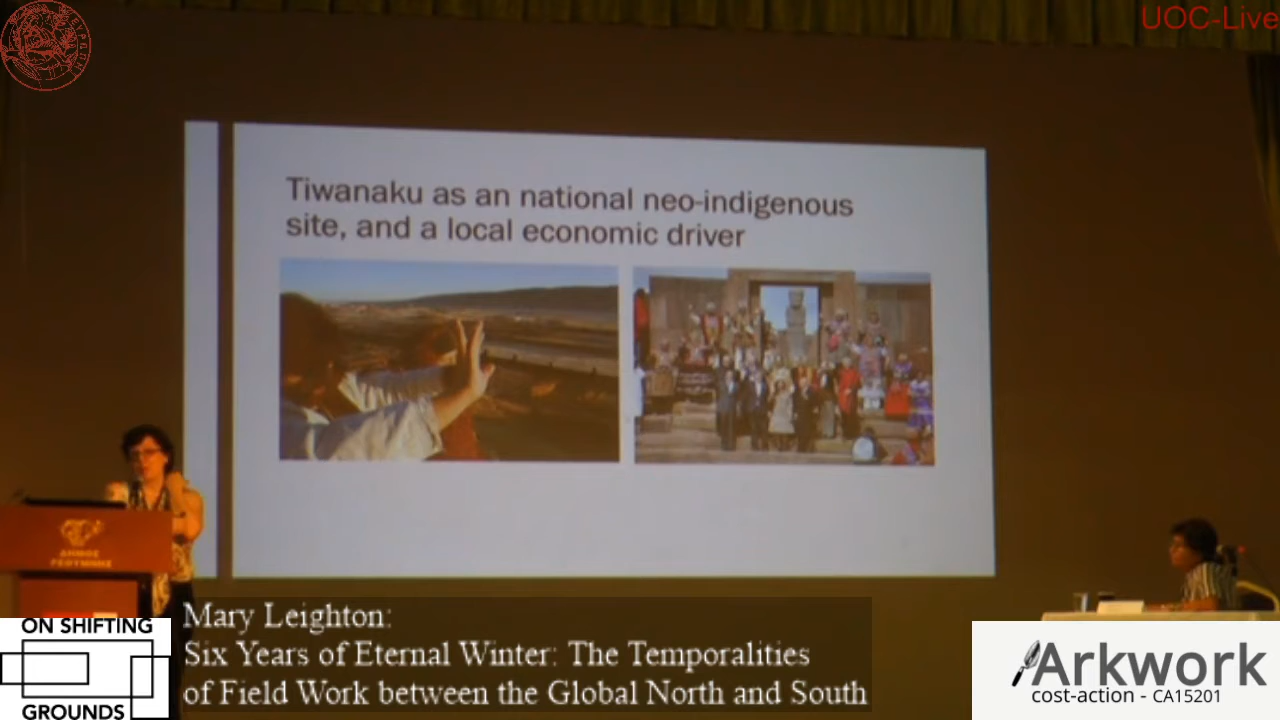 UOC-Live
Tiwanaku as an national neo-indigenous
site, and a local economic driver
ΔΗΜΟΣ
ΡΕΘΥΜΝΗΣ
Mary Leighton:
Six Years of Eternal Winter: The Temporalities
of Field Work between the Global North and South
ON SHIFTING
GROUNDS
Arkwork
cost-action - CA15201